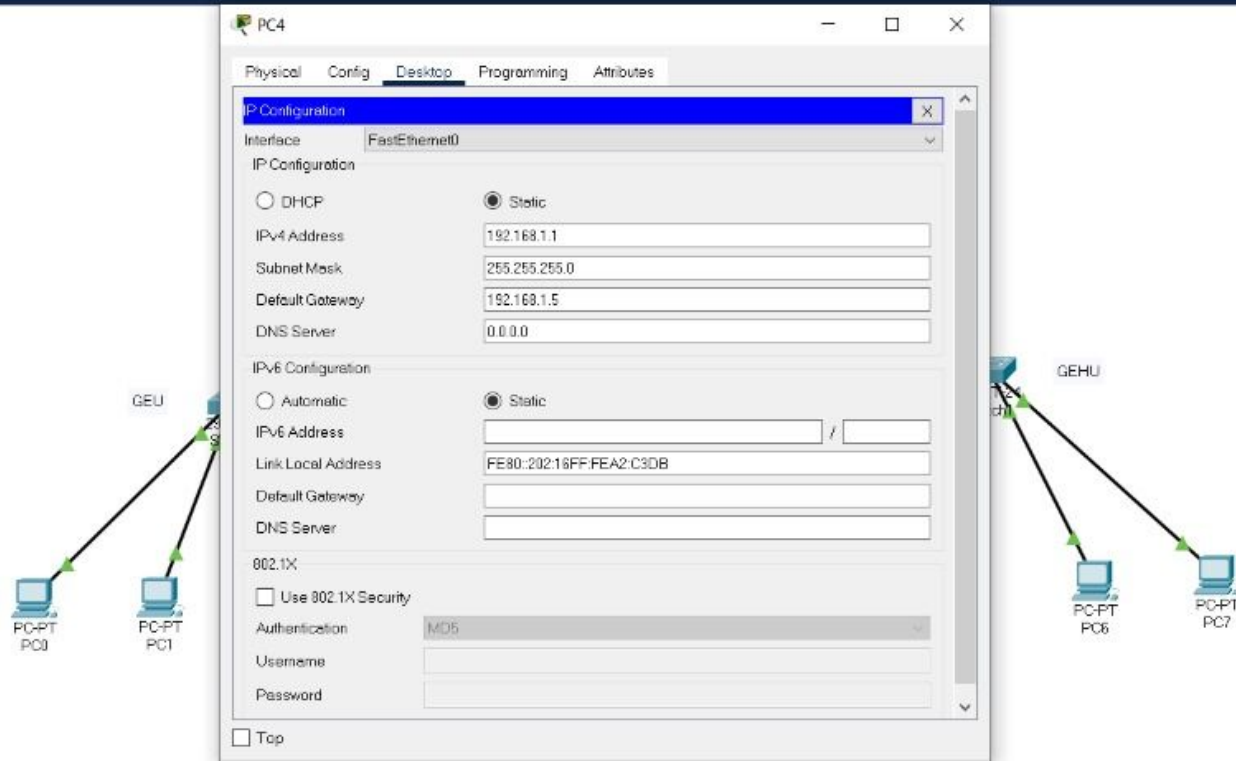 PC4
Physical Config Desktop Programming Attributes
IP Configuration X
Interface FastEthernet0
IP Configuration
DHCP Static
IPv4 Address 192.168.1.1
Subnet Mask 255.255.255.0
Default Gateway 192.168.1.5
DNS Server 0.0.0.0
IPv6 Configuration
Automatic Static
IPv6 Address /
Link Local Address FE80::202:16FF:FEA2:C3DB
Default Gateway
DNS Server
802.1X
Use 802.1X Security
Authentication MD5
Username
Password
Top
GEU
PC-PT
PC0
PC-PT
PC1
GEHU
PC-PT
PC6
PC-PT
PC7